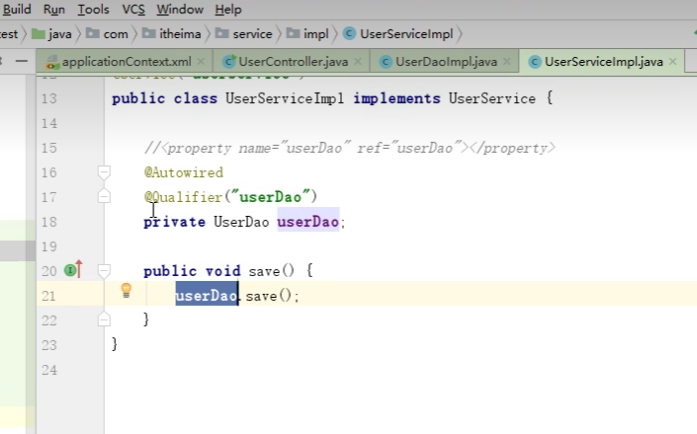 Build Run Tools VCS Window Help
est java com itheima service impl UserServiceImpl
applicationContext.xml UserController.java UserDaoImpl.java UserServiceImpl.java
13 public class UserServiceImpl implements UserService {
14
15 //<property name="userDao" ref="userDao"></property>
16 @Autowired
17 @Qualifier("userDao")
18 private UserDao userDao;
19
20 public void save() {
21 userDao.save();
22 }
23 }
24